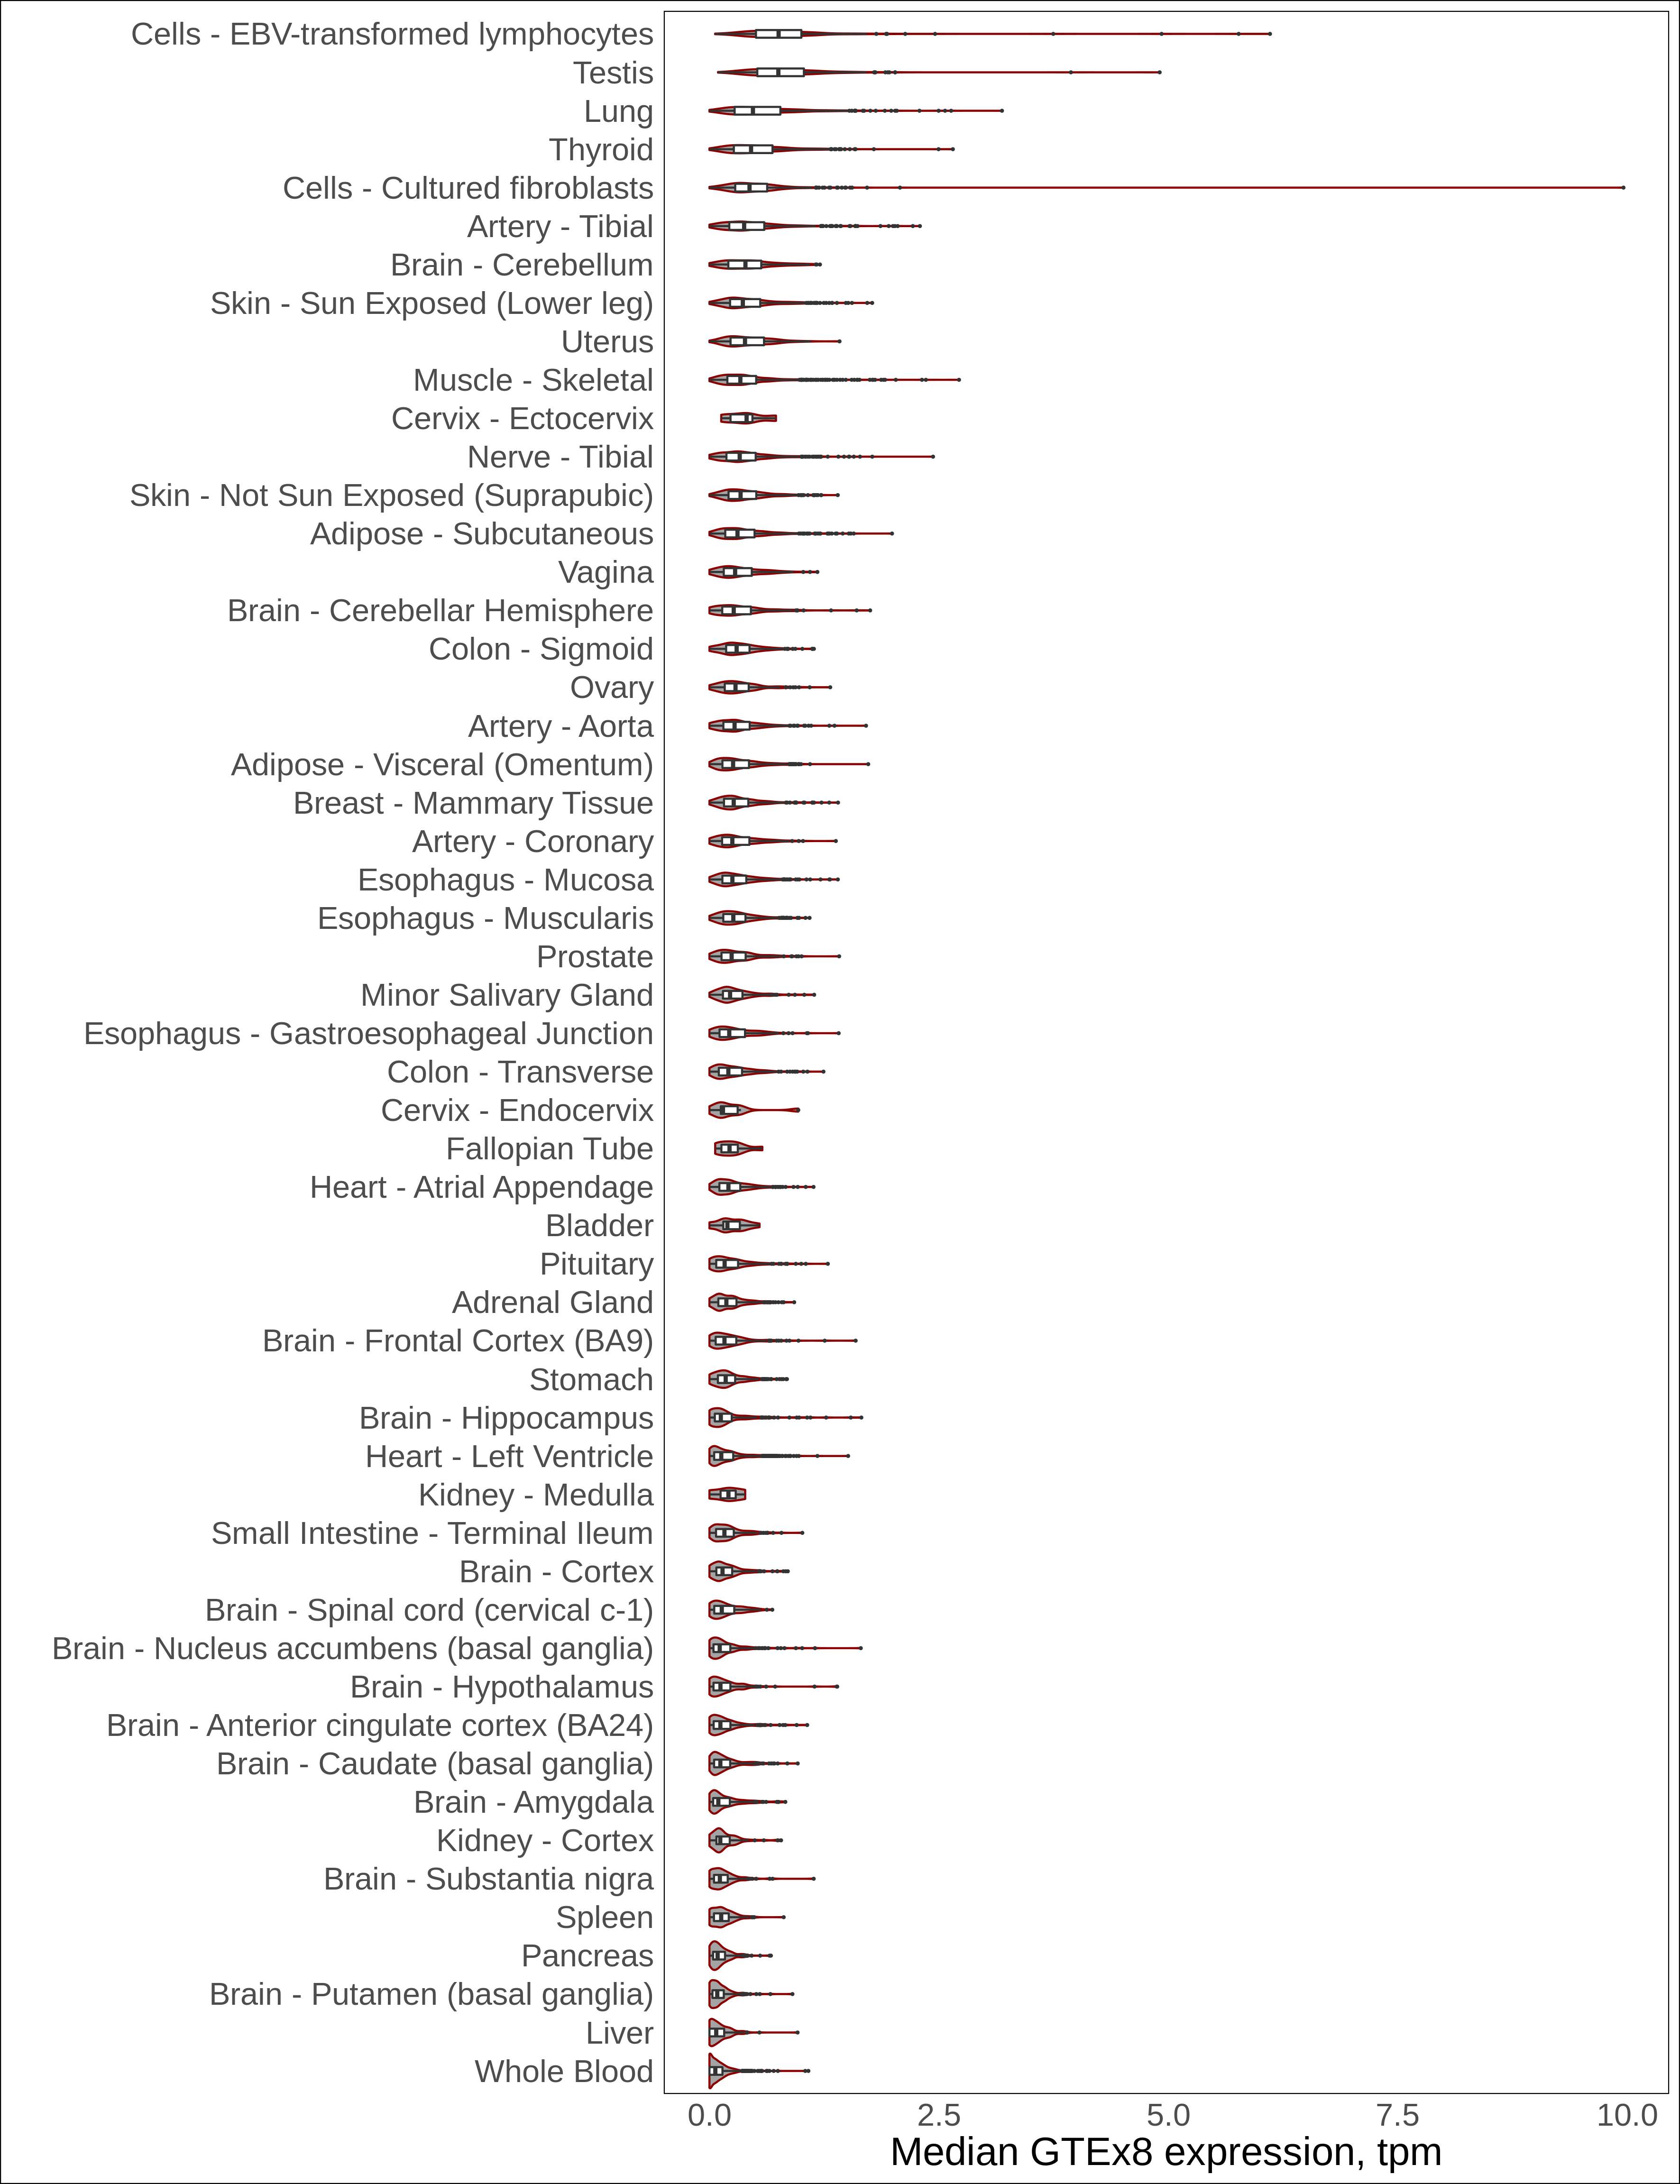 Cells - EBV-transformed lymphocytes
Testis
Lung
Thyroid
Cells - Cultured fibroblasts
Artery - Tibial
Brain - Cerebellum
Skin - Sun Exposed (Lower leg)
Uterus
Muscle - Skeletal
Cervix - Ectocervix
Nerve - Tibial
Skin - Not Sun Exposed (Suprapubic)
Adipose - Subcutaneous
Vagina
Brain - Cerebellar Hemisphere
Colon - Sigmoid
Ovary
Artery - Aorta
Adipose - Visceral (Omentum)
Breast - Mammary Tissue
Artery - Coronary
Esophagus - Mucosa
Esophagus - Muscularis
Prostate
Minor Salivary Gland
Esophagus - Gastroesophageal Junction
Colon - Transverse
Cervix - Endocervix
Fallopian Tube
Heart - Atrial Appendage
Bladder
Pituitary
Adrenal Gland
Brain - Frontal Cortex (BA9)
Stomach
Brain - Hippocampus
Heart - Left Ventricle
Kidney - Medulla
Small Intestine - Terminal Ileum
Brain - Cortex
Brain - Spinal cord (cervical c-1)
Brain - Nucleus accumbens (basal ganglia)
Brain - Hypothalamus
Brain - Anterior cingulate cortex (BA24)
Brain - Caudate (basal ganglia)
Brain - Amygdala
Kidney - Cortex
Brain - Substantia nigra
Spleen
Pancreas
Brain - Putamen (basal ganglia)
Liver
Whole Blood
0.0 2.5 5.0 7.5 10.0
Median GTEx8 expression, tpm